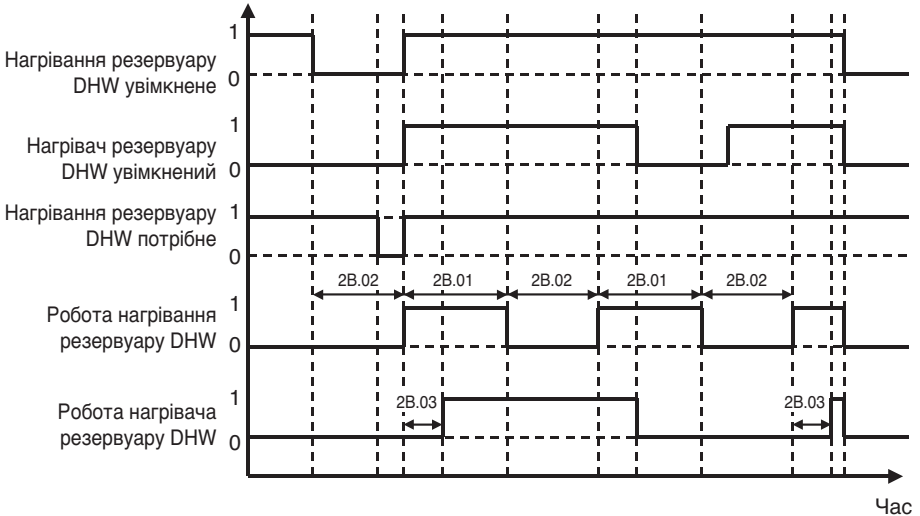 1
Нагрівання резервуару
DHW увімкнене
0
1
Нагрівач резервуару
DHW увімкнений
0
Нагрівання резервуару
1
DHW потрібне
0
2B.02
2B.01
2B.02
2B.01
2B.02
1
Робота нагрівання
резервуару DHW
0
1
2B.03
2B.03
Робота нагрівача
резервуару DHW
0
Час